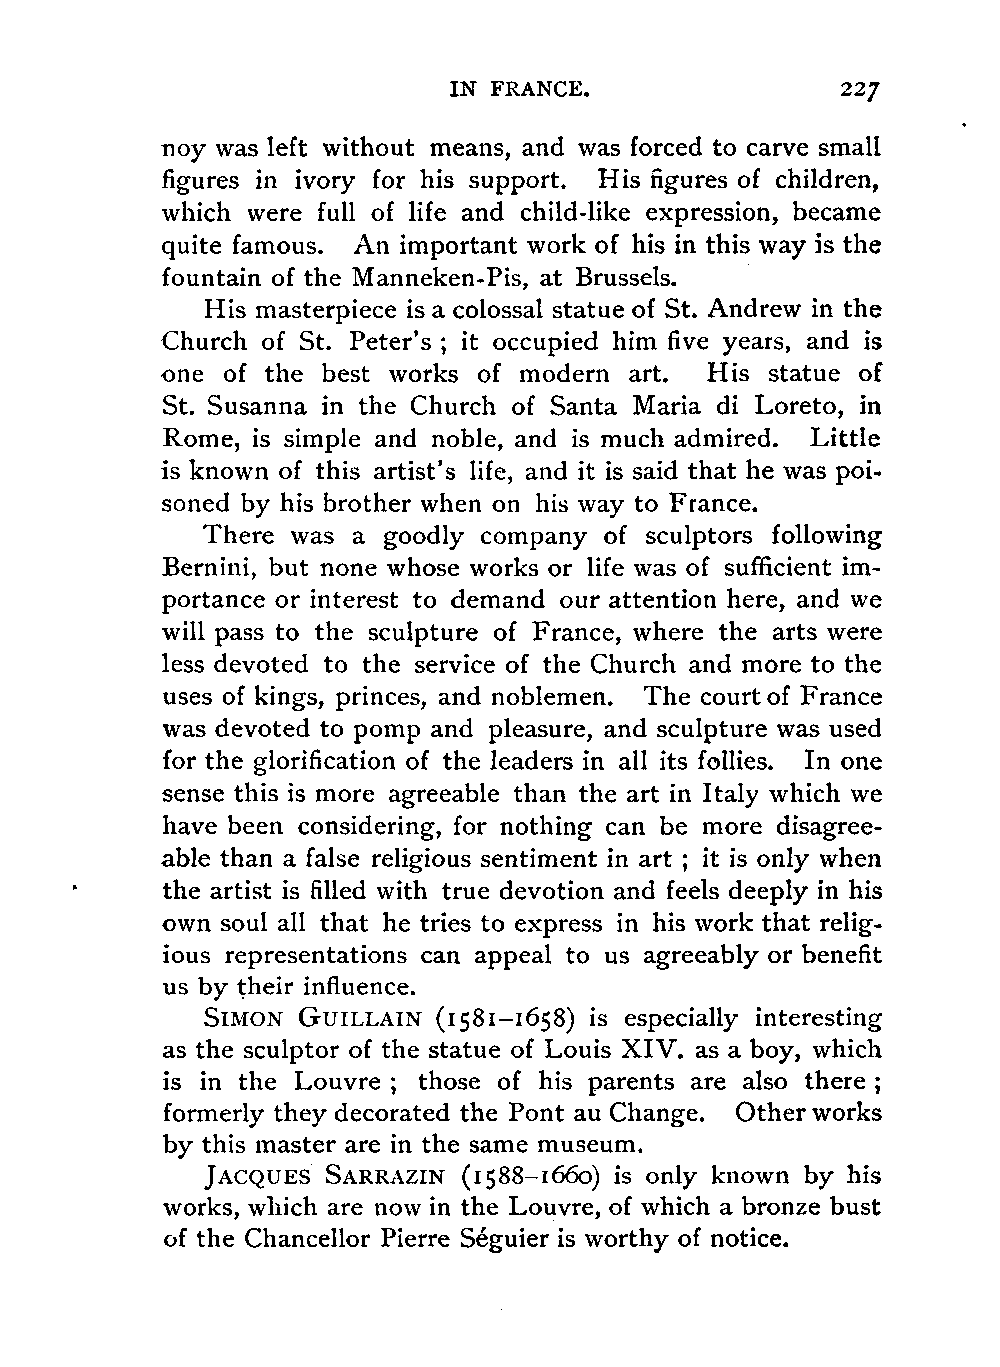 IN FRANCE. 227
noy was left without means, and was forced to carve small
figures in ivory for his support. His figures of children,
which were full of life and child-like expression, became
quite famous. An important work of his in this way is the
fountain of the Manneken-Pis, at Brussels.
His masterpiece is a colossal statue of St. Andrew in the
Church of St. Peter's ; it occupied him five years, and is
one of the best works of modern art. His statue of
St. Susanna in the Church of Santa Maria di Loreto, in
Rome, is simple and noble, and is much admired. Little
is known of this artist's life, and it is said that he was poi-
soned by his brother when on his way to France.
There was a goodly company of sculptors following
Bernini, but none whose works or life was of sufficient im-
portance or interest to demand our attention here, and we
will pass to the sculpture of France, where the arts were
less devoted to the service of the Church and more to the
uses of kings, princes, and noblemen. The court of France
was devoted to pomp and pleasure, and sculpture was used
for the glorification of the leaders in all its follies. In one
sense this is more agreeable than the art in Italy which we
have been considering, for nothing can be more disagree-
able than a false religious sentiment in art ; it is only when
the artist is filled with true devotion and feels deeply in his
own soul all that he tries to express in his work that relig-
ious representations can appeal to us agreeably or benefit
us by their influence.
SIMON GUILLAIN (1581–1658) is especially interesting
as the sculptor of the statue of Louis XIV. as a boy, which
is in the Louvre ; those of his parents are also there ;
formerly they decorated the Pont au Change. Other works
by this master are in the same museum.
JACQUES SARRAZIN (1588–1660) is only known by his
works, which are now in the Louvre, of which a bronze bust
of the Chancellor Pierre Séguier is worthy of notice.